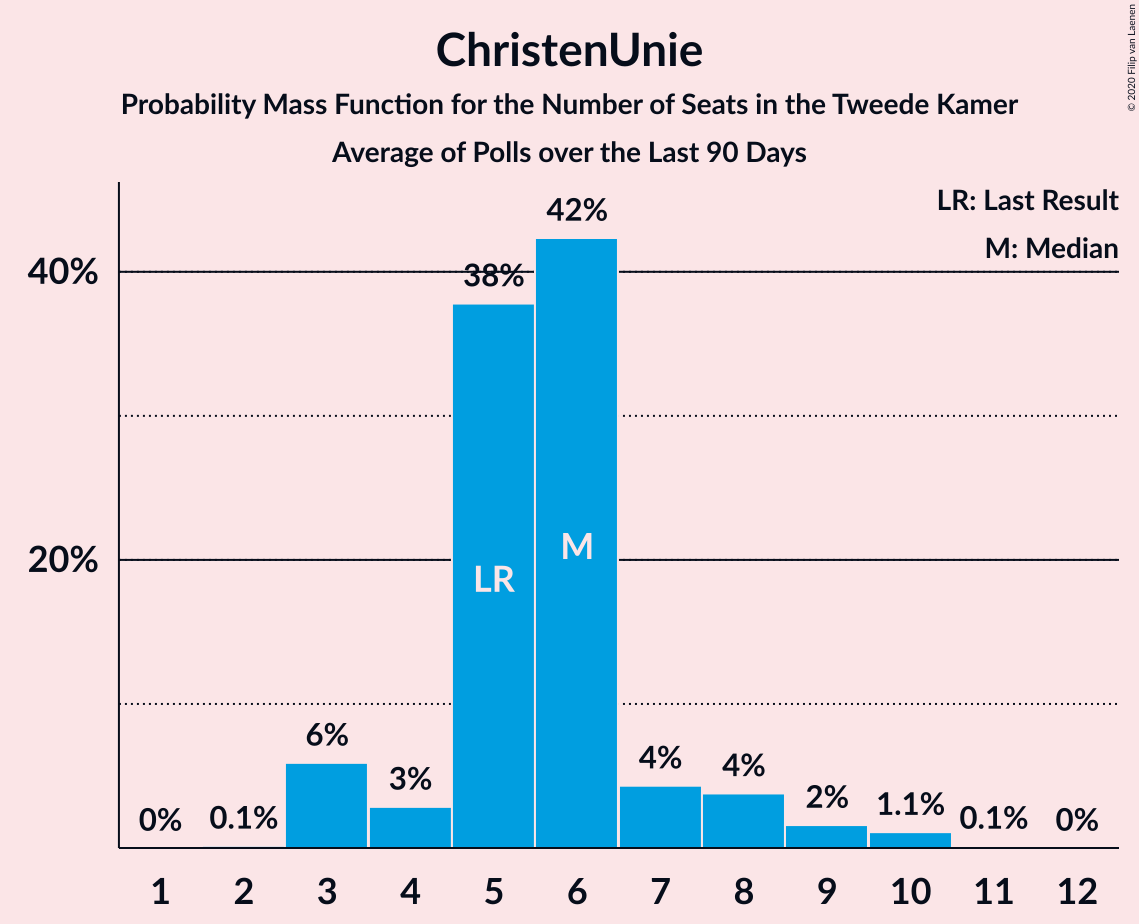 ChristenUnie
Probability Mass Function for the Number of Seats in the Tweede Kamer
Average of Polls over the Last 90 Days
© 2020 Filip van Laenen
LR: Last Result
M: Median
40%
20%
0%
0.1%
6%
3%
38%
42%
4%
4%
2%
1.1%
0.1%
0%
LR
M
1 2 3 4 5 6 7 8 9 10 11 12